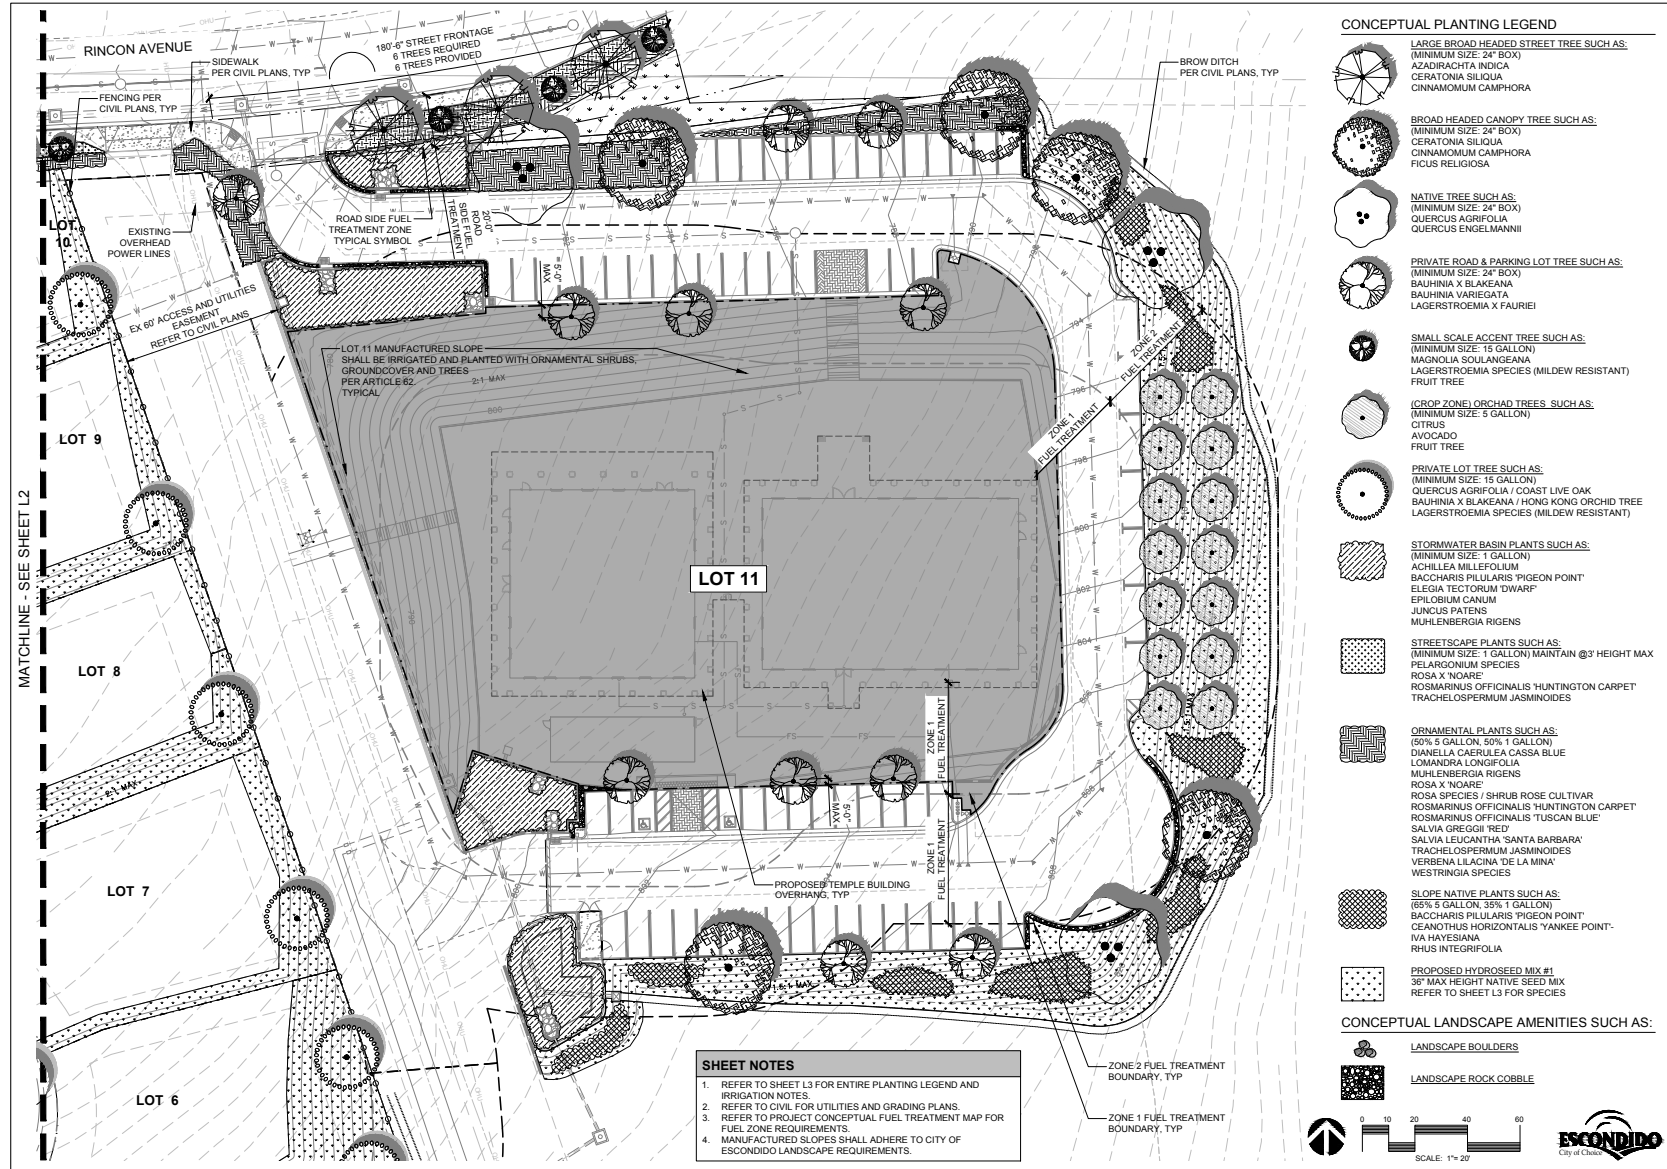 RINCON AVENUE
SIDEWALK
PER CIVIL PLANS, TYP
180'-6" STREET FRONTAGE
6 TREES REQUIRED
6 TREES PROVIDED
FENCING PER
CIVIL PLANS, TYP
BROW DITCH
PER CIVIL PLANS, TYP
LOT
10
EXISTING
OVERHEAD
POWER LINES
ROAD SIDE FUEL
TREATMENT ZONE
TYPICAL SYMBOL
20'-0"
ROAD
SIDE FUEL
TREATMENT
5'-0"
MAX
EX 60' ACCESS AND UTILITIES
EASEMENT
REFER TO CIVIL PLANS
LOT 11 MANUFACTURED SLOPE
SHALL BE IRRIGATED AND PLANTED WITH ORNAMENTAL SHRUBS,
GROUNDCOVER AND TREES
PER ARTICLE 62.
TYPICAL
2:1 MAX
800
ZONE 2
FUEL TREATMENT
ZONE 1
FUEL TREATMENT
794
796
798
800
802
804
LOT 9
MATCHLINE - SEE SHEET L2
LOT 11
790
LOT 8
ZONE 1
FUEL TREATMENT
2:1 MAX
5'-0"
MAX
ZONE 1
FUEL TREATMENT
808
LOT 7
PROPOSED TEMPLE BUILDING
OVERHANG, TYP
1.5:1 MAX
LOT 6
ZONE 2 FUEL TREATMENT
BOUNDARY, TYP
ZONE 1 FUEL TREATMENT
BOUNDARY, TYP
SHEET NOTES
1. REFER TO SHEET L3 FOR ENTIRE PLANTING LEGEND AND
IRRIGATION NOTES.
2. REFER TO CIVIL FOR UTILITIES AND GRADING PLANS.
3. REFER TO PROJECT CONCEPTUAL FUEL TREATMENT MAP FOR
FUEL ZONE REQUIREMENTS.
4. MANUFACTURED SLOPES SHALL ADHERE TO CITY OF
ESCONDIDO LANDSCAPE REQUIREMENTS.
CONCEPTUAL PLANTING LEGEND
LARGE BROAD HEADED STREET TREE SUCH AS:
(MINIMUM SIZE: 24" BOX)
AZADIRACHTA INDICA
CERATONIA SILIQUA
CINNAMOMUM CAMPHORA
BROAD HEADED CANOPY TREE SUCH AS:
(MINIMUM SIZE: 24" BOX)
CERATONIA SILIQUA
CINNAMOMUM CAMPHORA
FICUS RELIGIOSA
NATIVE TREE SUCH AS:
(MINIMUM SIZE: 24" BOX)
QUERCUS AGRIFOLIA
QUERCUS ENGELMANNII
PRIVATE ROAD & PARKING LOT TREE SUCH AS:
(MINIMUM SIZE: 24" BOX)
BAUHINIA X BLAKEANA
BAUHINIA VARIEGATA
LAGERSTROEMIA X FAURIEI
SMALL SCALE ACCENT TREE SUCH AS:
(MINIMUM SIZE: 15 GALLON)
MAGNOLIA SOULANGEANA
LAGERSTROEMIA SPECIES (MILDEW RESISTANT)
FRUIT TREE
(CROP ZONE) ORCHAD TREES SUCH AS:
(MINIMUM SIZE: 5 GALLON)
CITRUS
AVOCADO
FRUIT TREE
PRIVATE LOT TREE SUCH AS:
(MINIMUM SIZE: 15 GALLON)
QUERCUS AGRIFOLIA / COAST LIVE OAK
BAUHINIA X BLAKEANA / HONG KONG ORCHID TREE
LAGERSTROEMIA SPECIES (MILDEW RESISTANT)
STORMWATER BASIN PLANTS SUCH AS:
(MINIMUM SIZE: 1 GALLON)
ACHILLEA MILLEFOLIUM
BACCHARIS PILULARIS 'PIGEON POINT'
ELEGIA TECTORUM 'DWARF'
EPILOBIUM CANUM
JUNCUS PATENS
MUHLENBERGIA RIGENS
STREETSCAPE PLANTS SUCH AS:
(MINIMUM SIZE: 1 GALLON) MAINTAIN @3' HEIGHT MAX
PELARGONIUM SPECIES
ROSA X 'NOARE'
ROSMARINUS OFFICINALIS 'HUNTINGTON CARPET'
TRACHELOSPERMUM JASMINOIDES
ORNAMENTAL PLANTS SUCH AS:
(50% 5 GALLON, 50% 1 GALLON)
DIANELLA CAERULEA CASSA BLUE
LOMANDRA LONGIFOLIA
MUHLENBERGIA RIGENS
ROSA X 'NOARE'
ROSA SPECIES / SHRUB ROSE CULTIVAR
ROSMARINUS OFFICINALIS 'HUNTINGTON CARPET'
ROSMARINUS OFFICINALIS 'TUSCAN BLUE'
SALVIA GREGGII 'RED'
SALVIA LEUCANTHA 'SANTA BARBARA'
TRACHELOSPERMUM JASMINOIDES
VERBENA LILACINA 'DE LA MINA'
WESTRINGIA SPECIES
SLOPE NATIVE PLANTS SUCH AS:
(65% 5 GALLON, 35% 1 GALLON)
BACCHARIS PILULARIS 'PIGEON POINT'
CEANOTHUS HORIZONTALIS 'YANKEE POINT'-
IVA HAYESIANA
RHUS INTEGRIFOLIA
PROPOSED HYDROSEED MIX #1
36" MAX HEIGHT NATIVE SEED MIX
REFER TO SHEET L3 FOR SPECIES
CONCEPTUAL LANDSCAPE AMENITIES SUCH AS:
LANDSCAPE BOULDERS
LANDSCAPE ROCK COBBLE
0 10 20 40 60
SCALE: 1"= 20'
ESCONDIDO
City of Choice